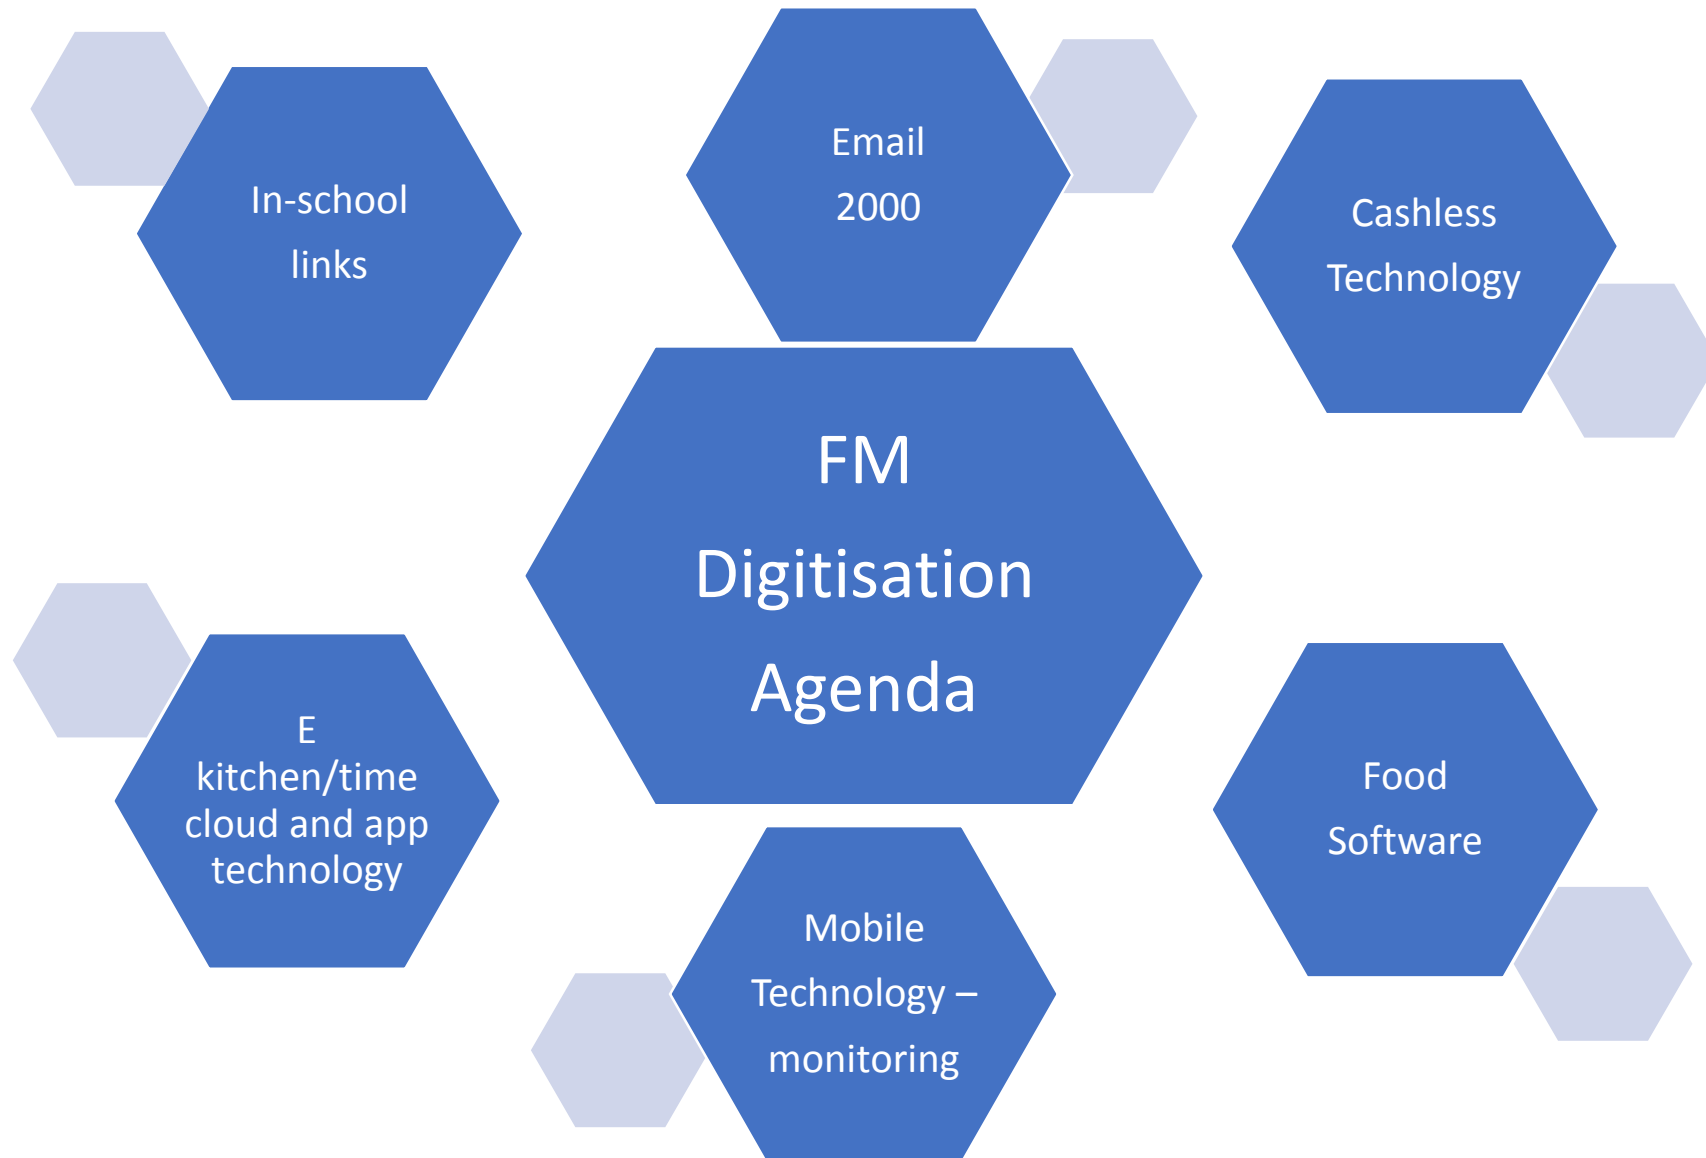 In-school
links
Email
2000
Cashless
Technology
FM
Digitisation
Agenda
E
kitchen/time
cloud and app
technology
Mobile
Technology –
monitoring
Food
Software